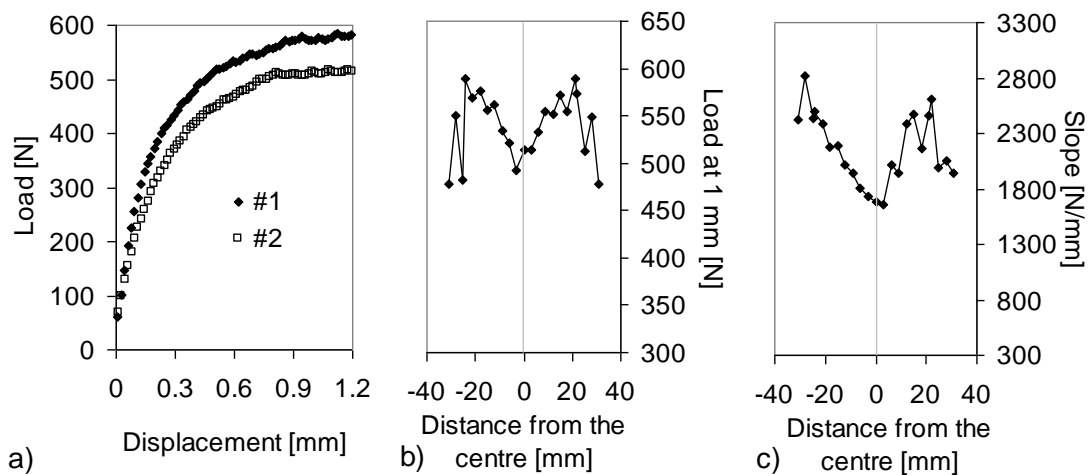 600
500
400
300
200
100
0
Load [N]
#1
#2
0 0.3 0.6 0.9 1.2
Displacement [mm]
a)
650
600
550
500
450
400
350
300
Load at 1 mm [N]
-40 -20 0 20 40
Distance from the
centre [mm]
b)
3300
2800
2300
1800
1300
800
300
Slope [N/mm]
-40 -20 0 20 40
Distance from the
centre [mm]
c)